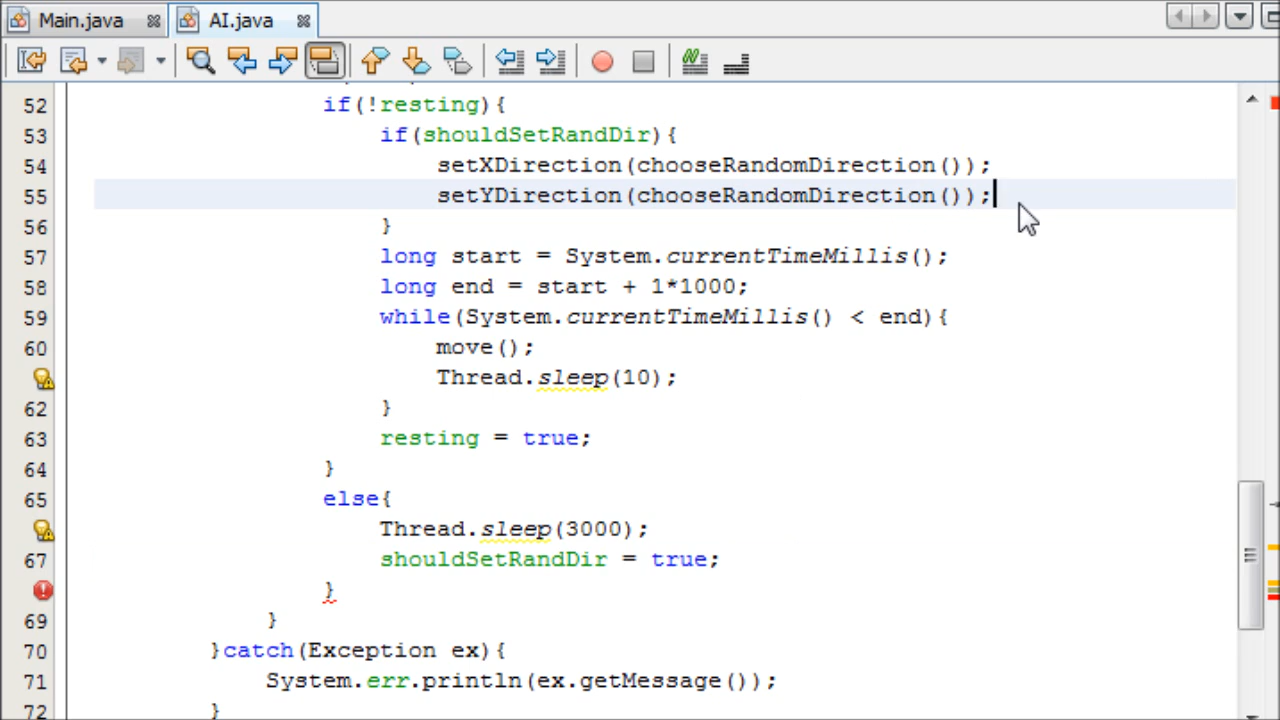 Main.java
AI.java
52 if(!resting){
53 if(shouldSetRandDir){
54 setXDirection(chooseRandomDirection());
55 setYDirection(chooseRandomDirection());
56 }
57 long start = System.currentTimeMillis();
58 long end = start + 1*1000;
59 while(System.currentTimeMillis() < end){
60 move();
Thread.sleep(10);
62 }
63 resting = true;
64 }
65 else{
Thread.sleep(3000);
67 shouldSetRandDir = true;
}
69 }
70 }catch(Exception ex){
71 System.err.println(ex.getMessage());
72 }